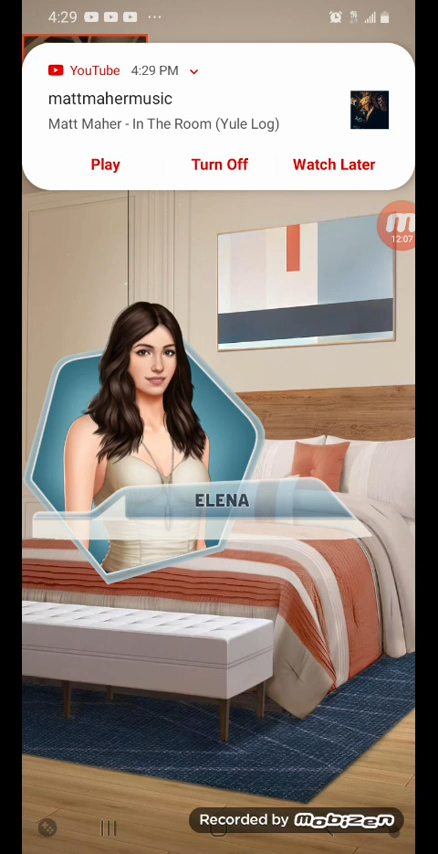 4:29
YouTube 4:29 PM
mattmahermusic
Matt Maher - In The Room (Yule Log)
Play Turn Off Watch Later
12:07
ELENA
Recorded by mobizen